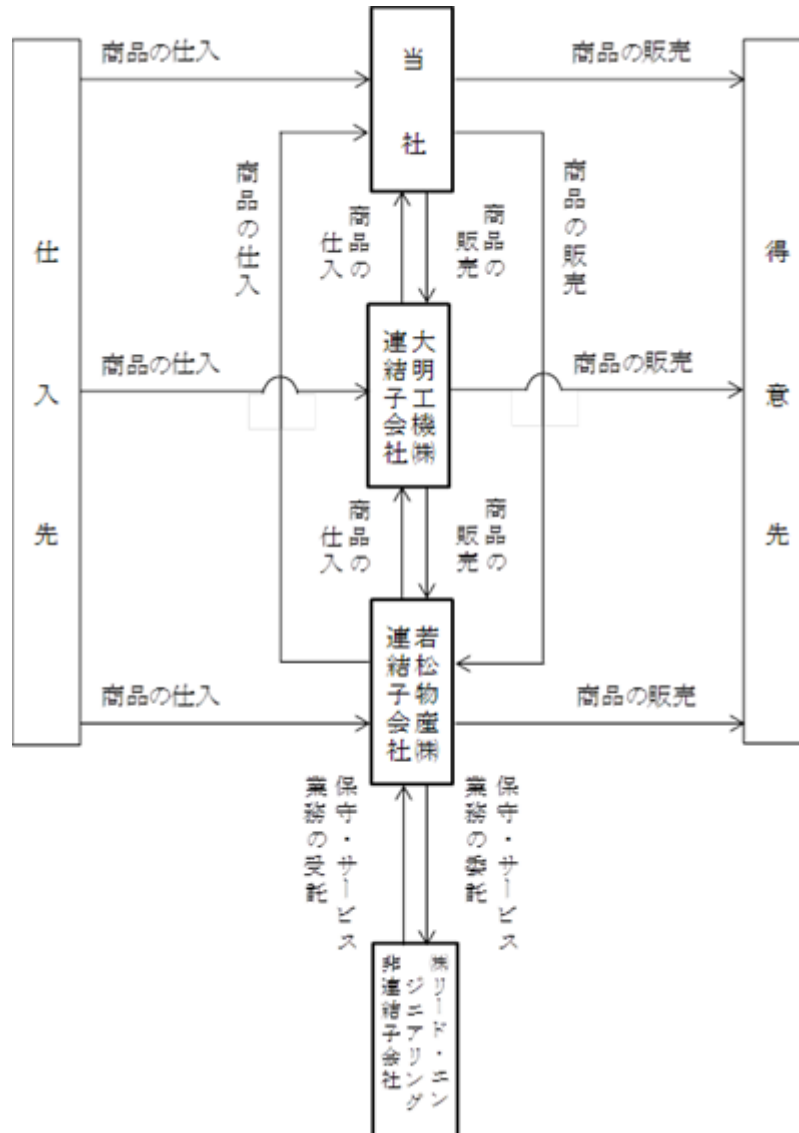 商品の仕入
当社
商品の販売
仕入先
得意先
商品の仕入
商品の
仕入
商品の
販売
商品の販売
商品の仕入
大明工機㈱
連結子会社
商品の販売
商品の
仕入
商品の
販売
商品の仕入
若松物産㈱
連結子会社
商品の販売
保守・サービス
業務の受託
保守・サービス
業務の委託
㈱リード・エン
ジニアリング
非連結子会社